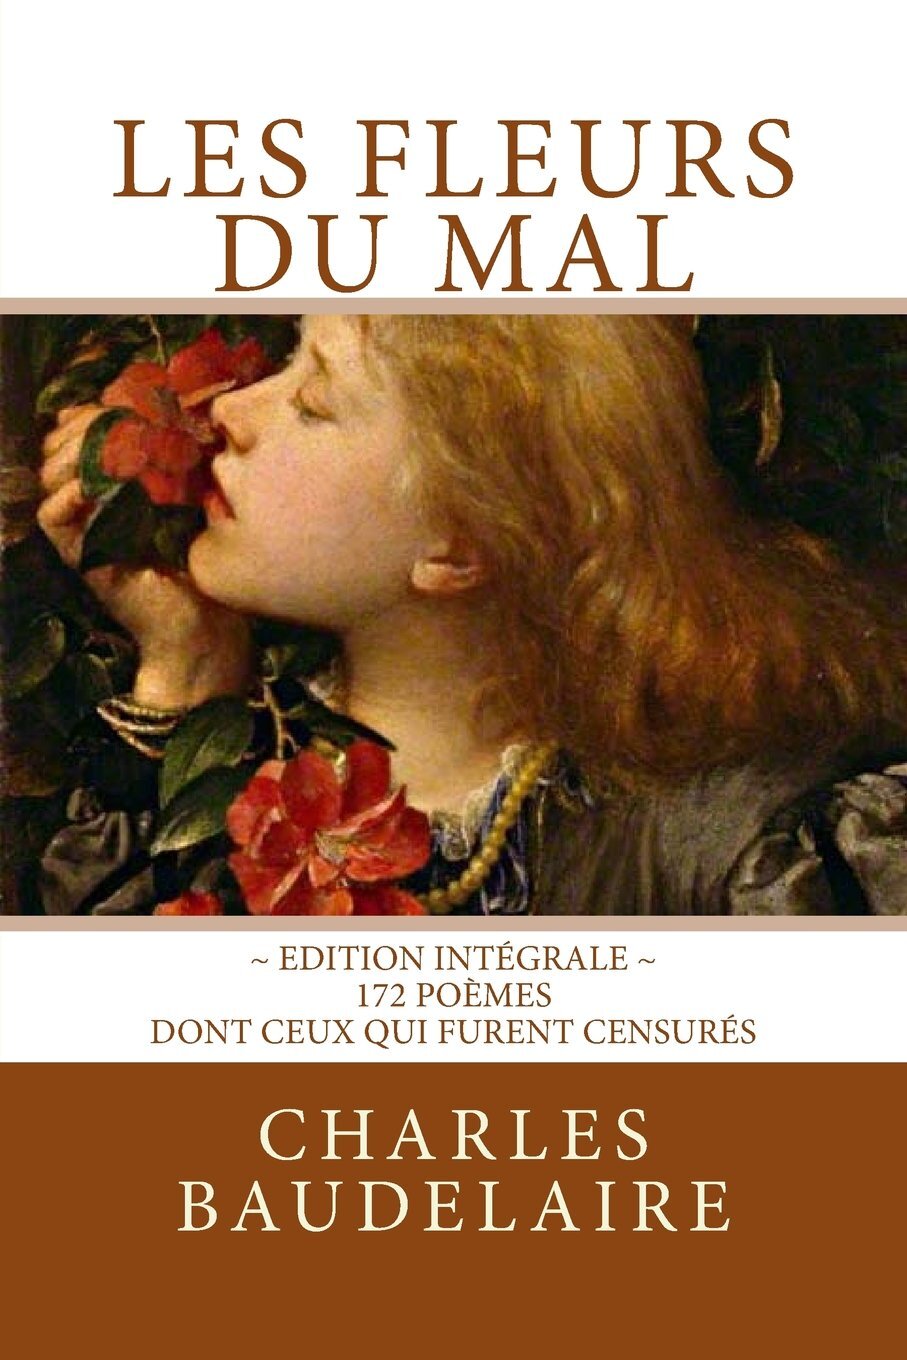 LES FLEURS
DU MAL
~ EDITION INTÉGRALE ~
172 POÈMES
DONT CEUX QUI FURENT CENSURÉS
CHARLES
BAUDELAIRE